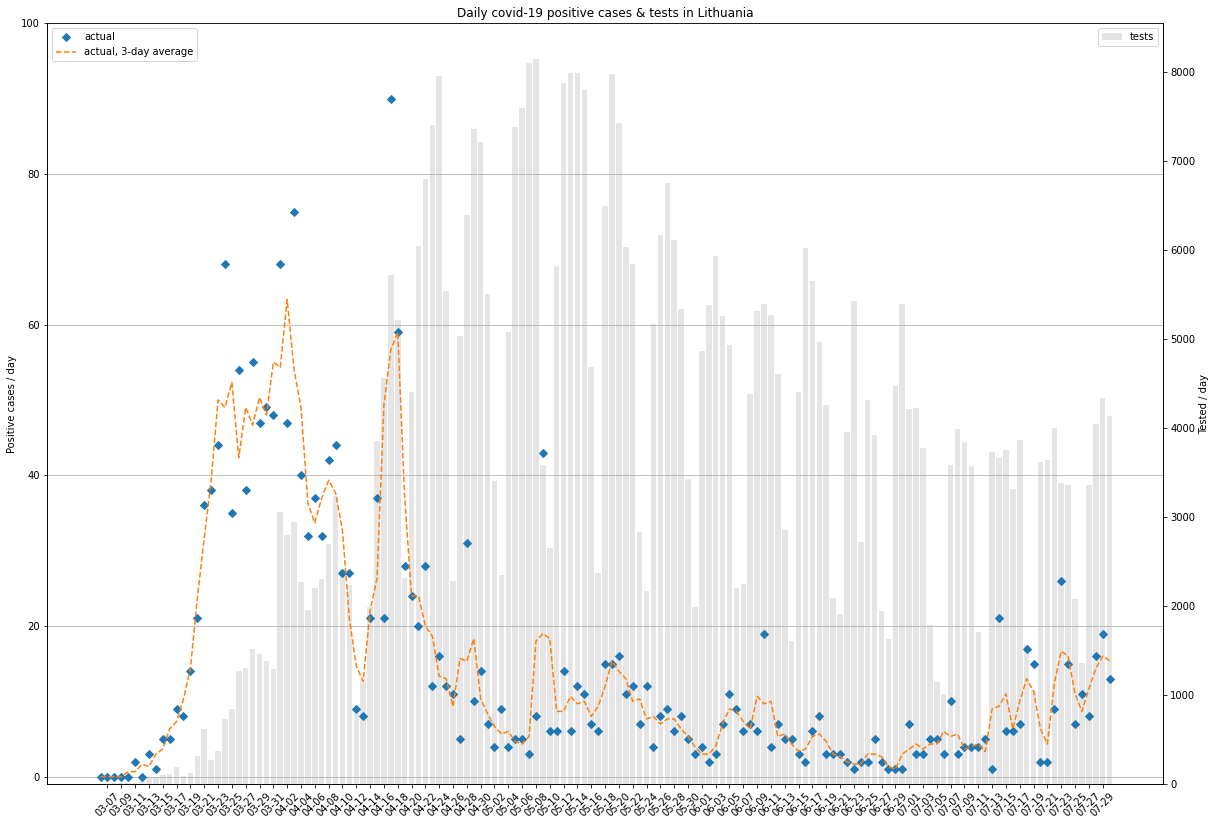 Daily covid-19 positive cases & tests in Lithuania
actual
actual, 3-day average
tests
Positive cases / day
Tested / day
100
80
60
40
20
0
8000
7000
6000
5000
4000
3000
2000
1000
0
03-07 03-09 03-11 03-13 03-15 03-17 03-19 03-21 03-23 03-25 03-27 03-29 03-31 04-02 04-04 04-06 04-08 04-10 04-12 04-14 04-16 04-18 04-20 04-22 04-24 04-26 04-28 04-30 05-02 05-04 05-06 05-08 05-10 05-12 05-14 05-16 05-18 05-20 05-22 05-24 05-26 05-28 05-30 06-01 06-03 06-05 06-07 06-09 06-11 06-13 06-15 06-17 06-19 06-21 06-23 06-25 06-27 06-29 07-01 07-03 07-05 07-07 07-09 07-11 07-13 07-15 07-17 07-19 07-21 07-23 07-25 07-27 07-29